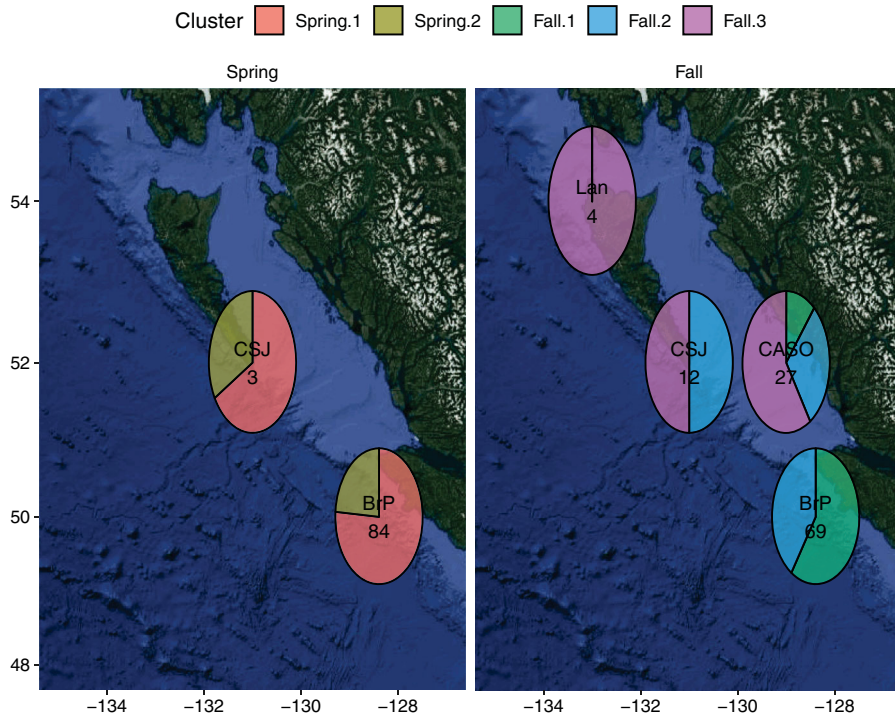 Cluster Spring.1 Spring.2 Fall.1 Fall.2 Fall.3
Spring
Fall
54
52
50
48
CSJ
3
BrP
84
Lan
4
CSJ
12
CASO
27
BrP
69
−134 −132 −130 −128
−134 −132 −130 −128